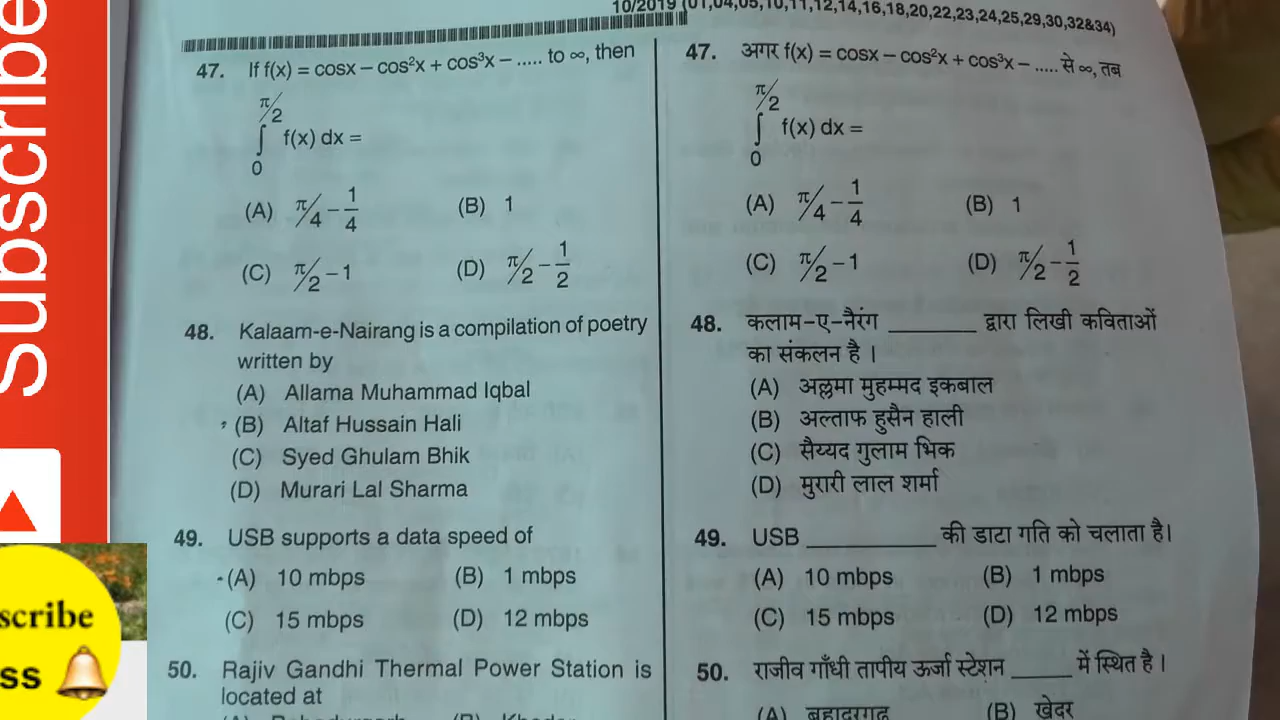 10/2019 (01,04,05,10,11,12,14,16,18,20,22,23,24,25,29,30,32&34)
Subscribe
scribe
ss
47. If f(x) = cosx – cos²x + cos³x – ..... to ∞, then
π/2
∫ f(x) dx =
0
(A) π/4 – 1/4 (B) 1
(C) π/2 – 1 (D) π/2 – 1/2
48. Kalaam-e-Nairang is a compilation of poetry
written by
(A) Allama Muhammad Iqbal
(B) Altaf Hussain Hali
(C) Syed Ghulam Bhik
(D) Murari Lal Sharma
49. USB supports a data speed of
(A) 10 mbps (B) 1 mbps
(C) 15 mbps (D) 12 mbps
50. Rajiv Gandhi Thermal Power Station is
located at
47. अगर f(x) = cosx – cos²x + cos³x – ..... से ∞, तब
π/2
∫ f(x) dx =
0
(A) π/4 – 1/4 (B) 1
(C) π/2 – 1 (D) π/2 – 1/2
48. कलाम-ए-नैरंग ________ द्वारा लिखी कविताओं
का संकलन है ।
(A) अल्लमा मुहम्मद इकबाल
(B) अल्ताफ हुसैन हाली
(C) सैय्यद गुलाम भिक
(D) मुरारी लाल शर्मा
49. USB ____________ की डाटा गति को चलाता है।
(A) 10 mbps (B) 1 mbps
(C) 15 mbps (D) 12 mbps
50. राजीव गाँधी तापीय ऊर्जा स्टेशन ______ में स्थित है ।
(A) बहादुरगढ़ (B) खेदर